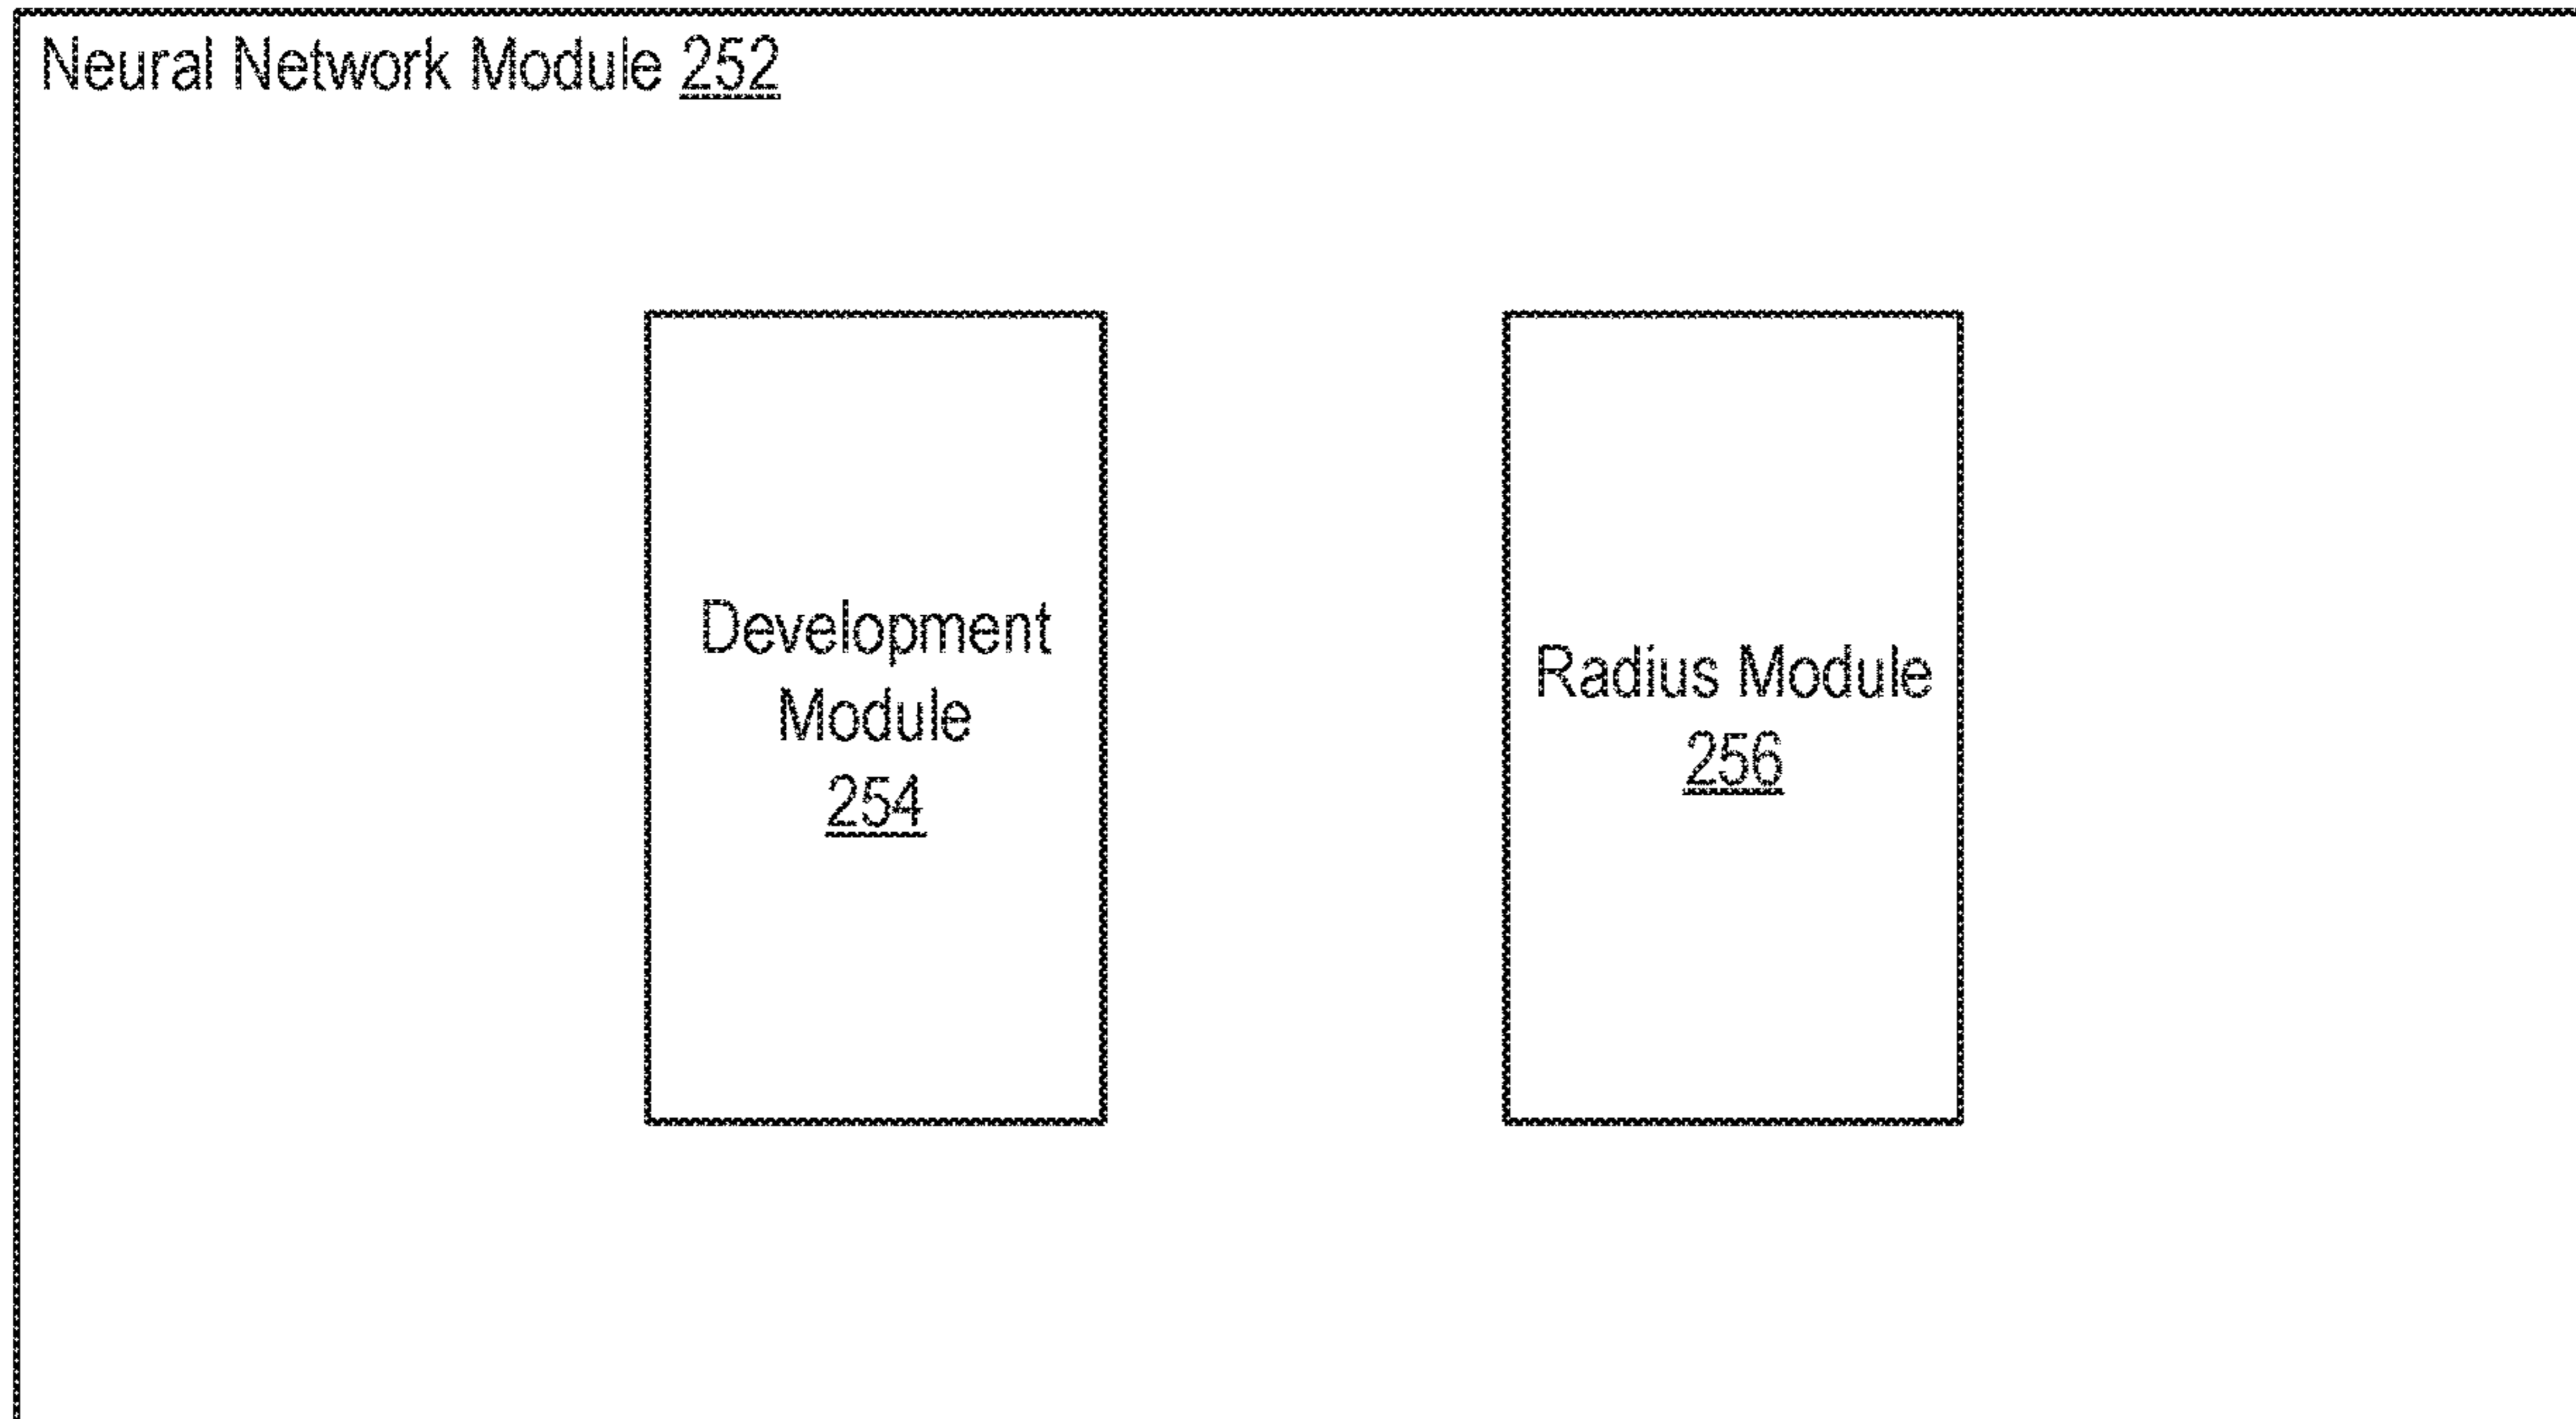 Neural Network Module 252
Development
Module
254
Radius Module
256